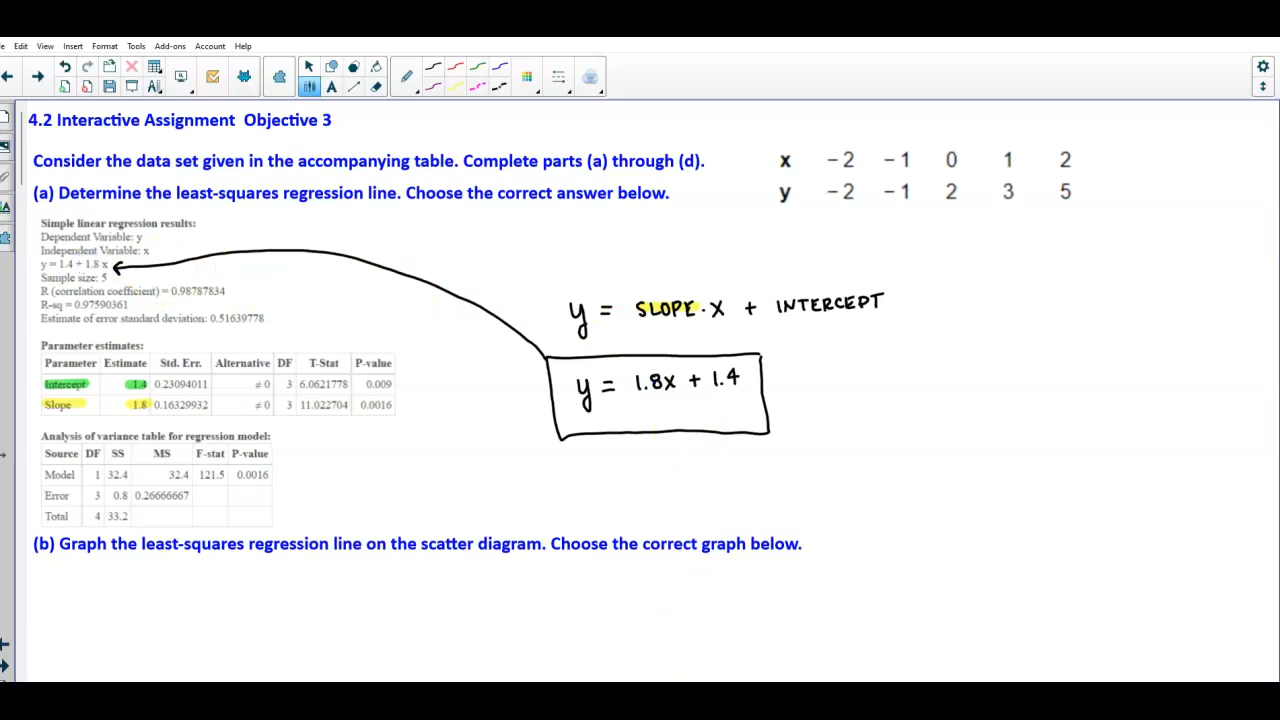 Edit View Insert Format Tools Add-ons Account Help
4.2 Interactive Assignment Objective 3
Consider the data set given in the accompanying table. Complete parts (a) through (d).
x −2 −1 0 1 2
(a) Determine the least-squares regression line. Choose the correct answer below.
y −2 −1 2 3 5
Simple linear regression results:
Dependent Variable: y
Independent Variable: x
y = 1.4 + 1.8 x
Sample size: 5
R (correlation coefficient) = 0.98787834
R-sq = 0.97590361
Estimate of error standard deviation: 0.51639778
y = SLOPE · x + INTERCEPT
y = 1.8x + 1.4
Parameter estimates:
Parameter Estimate Std. Err. Alternative DF T-Stat P-value
Intercept 1.4 0.23094011 ≠ 0 3 6.0621778 0.009
Slope 1.8 0.16329932 ≠ 0 3 11.022704 0.0016
Analysis of variance table for regression model:
Source DF SS MS F-stat P-value
Model 1 32.4 32.4 121.5 0.0016
Error 3 0.8 0.26666667
Total 4 33.2
(b) Graph the least-squares regression line on the scatter diagram. Choose the correct graph below.